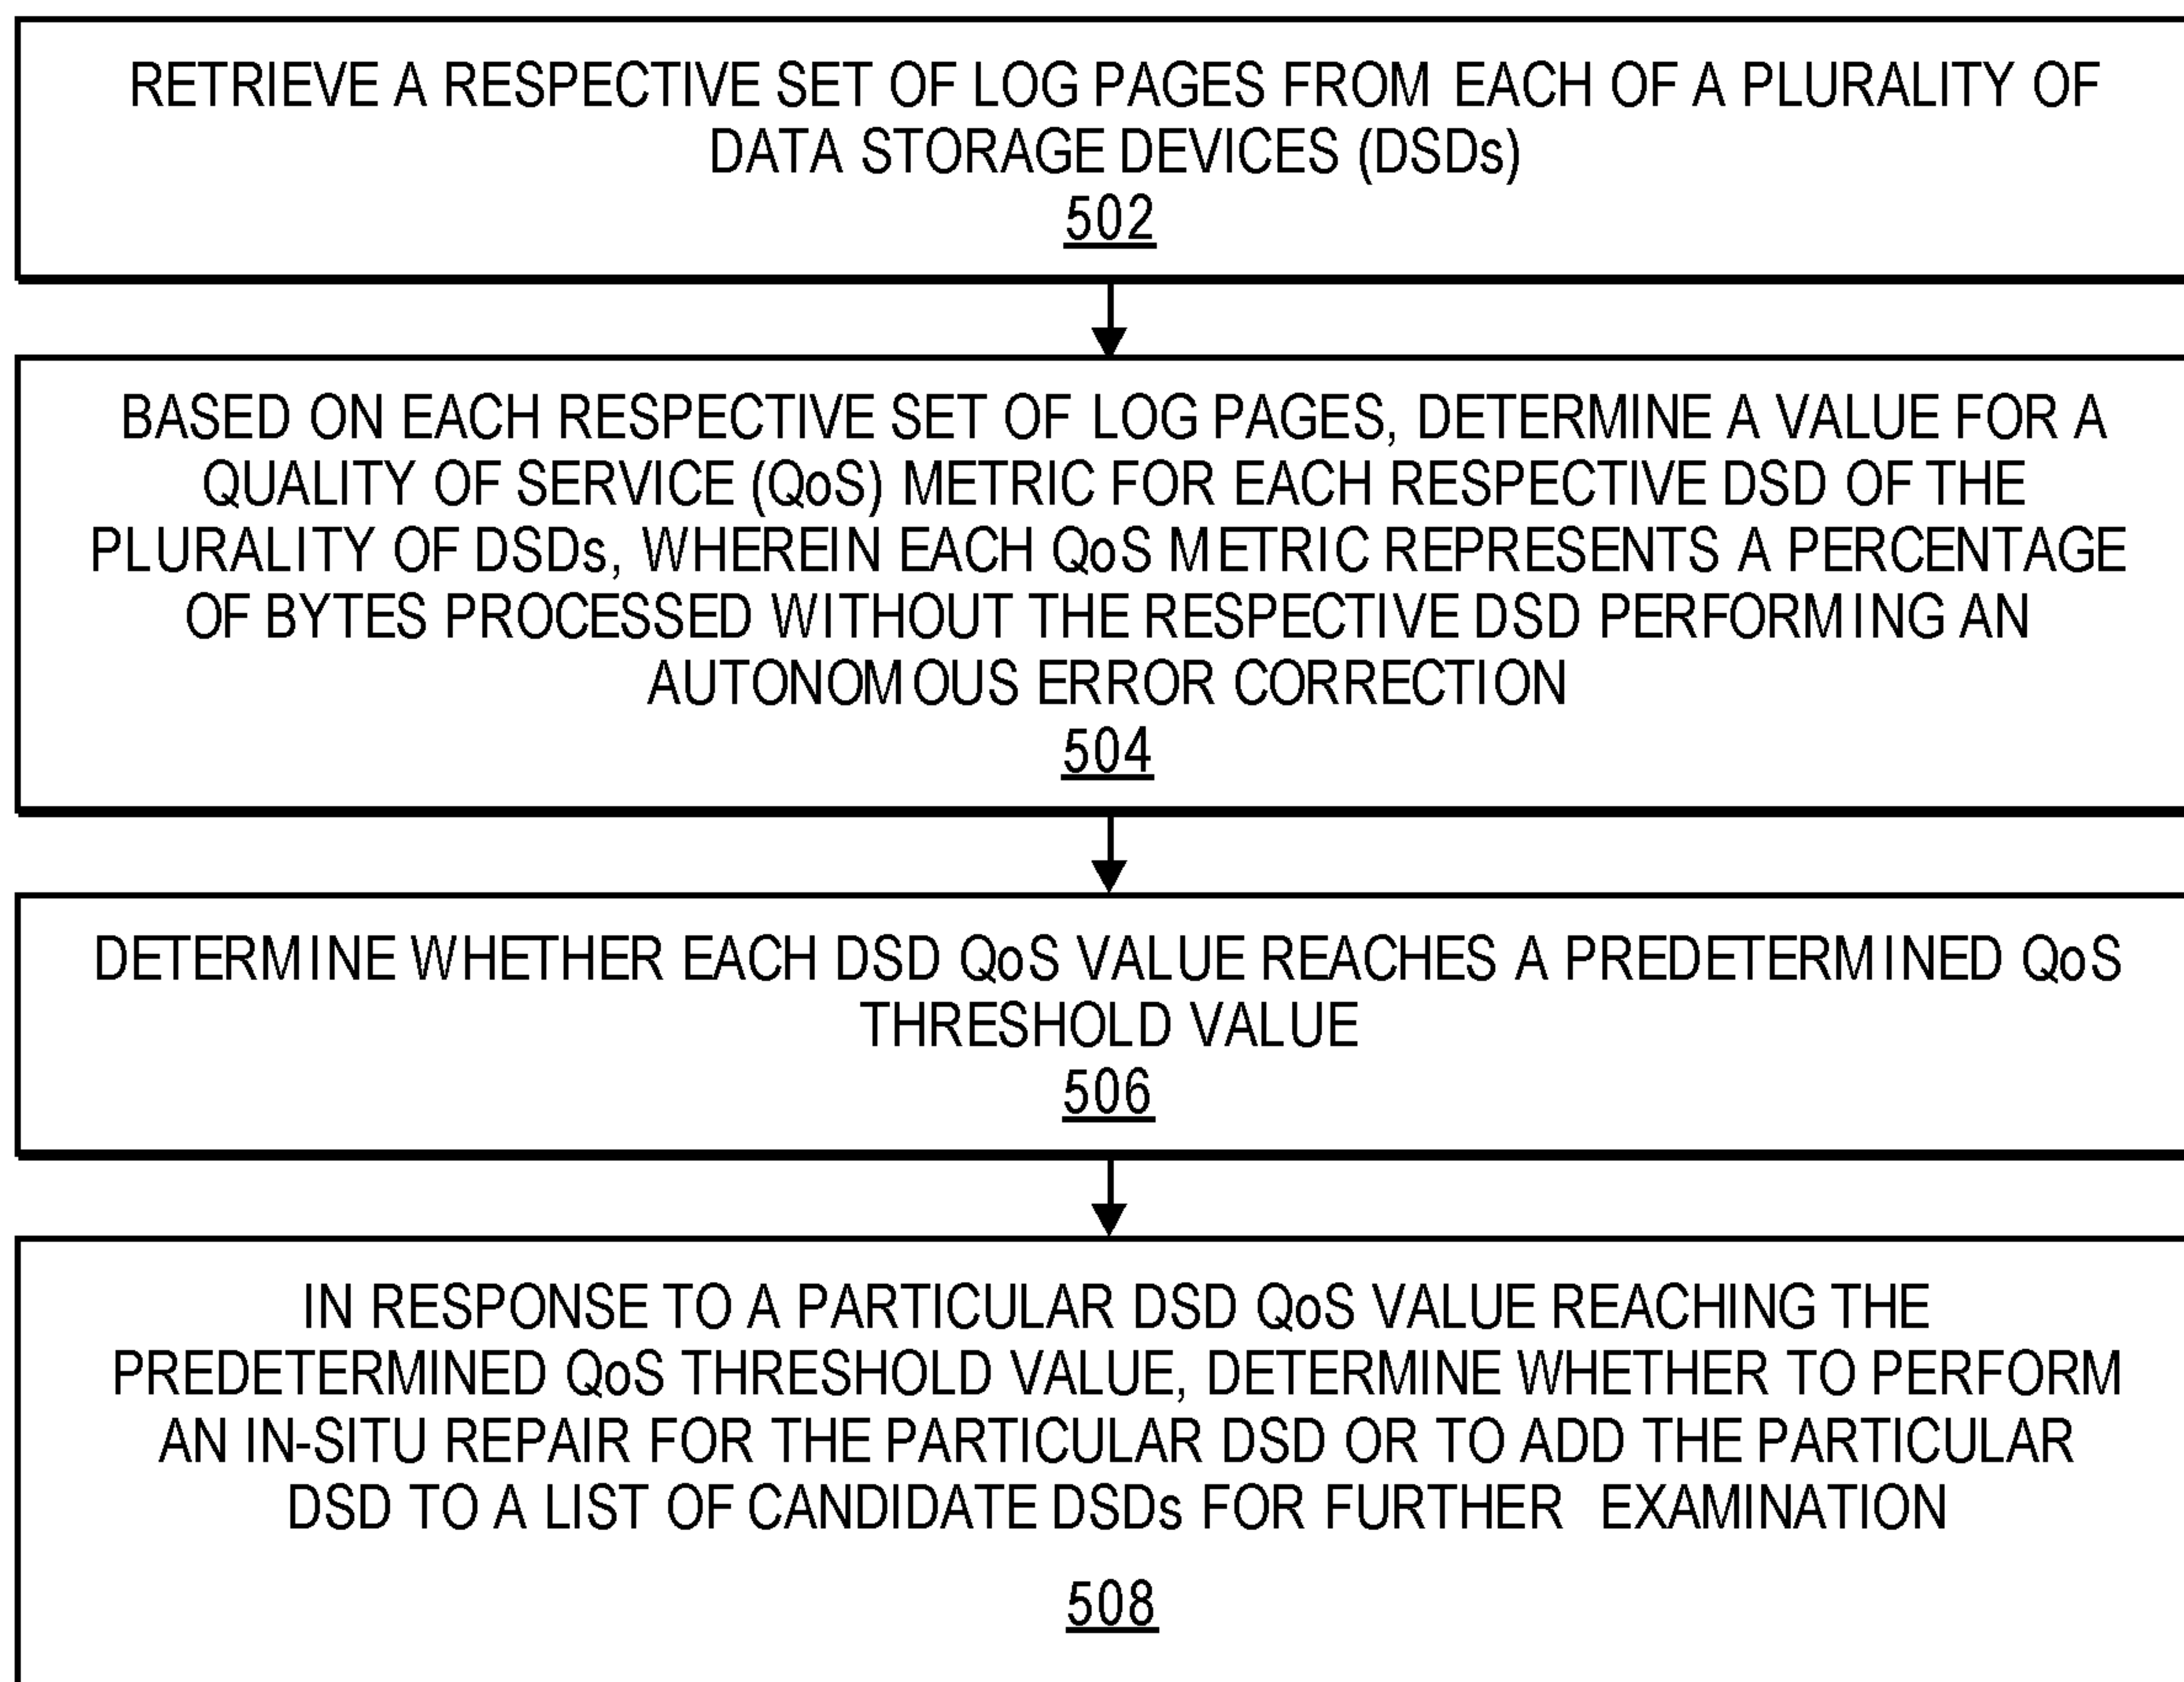 RETRIEVE A RESPECTIVE SET OF LOG PAGES FROM EACH OF A PLURALITY OF
DATA STORAGE DEVICES (DSDs)
502
BASED ON EACH RESPECTIVE SET OF LOG PAGES, DETERMINE A VALUE FOR A
QUALITY OF SERVICE (QoS) METRIC FOR EACH RESPECTIVE DSD OF THE
PLURALITY OF DSDs, WHEREIN EACH QoS METRIC REPRESENTS A PERCENTAGE
OF BYTES PROCESSED WITHOUT THE RESPECTIVE DSD PERFORMING AN
AUTONOMOUS ERROR CORRECTION
504
DETERMINE WHETHER EACH DSD QoS VALUE REACHES A PREDETERMINED QoS
THRESHOLD VALUE
506
IN RESPONSE TO A PARTICULAR DSD QoS VALUE REACHING THE
PREDETERMINED QoS THRESHOLD VALUE, DETERMINE WHETHER TO PERFORM
AN IN-SITU REPAIR FOR THE PARTICULAR DSD OR TO ADD THE PARTICULAR
DSD TO A LIST OF CANDIDATE DSDs FOR FURTHER EXAMINATION
508